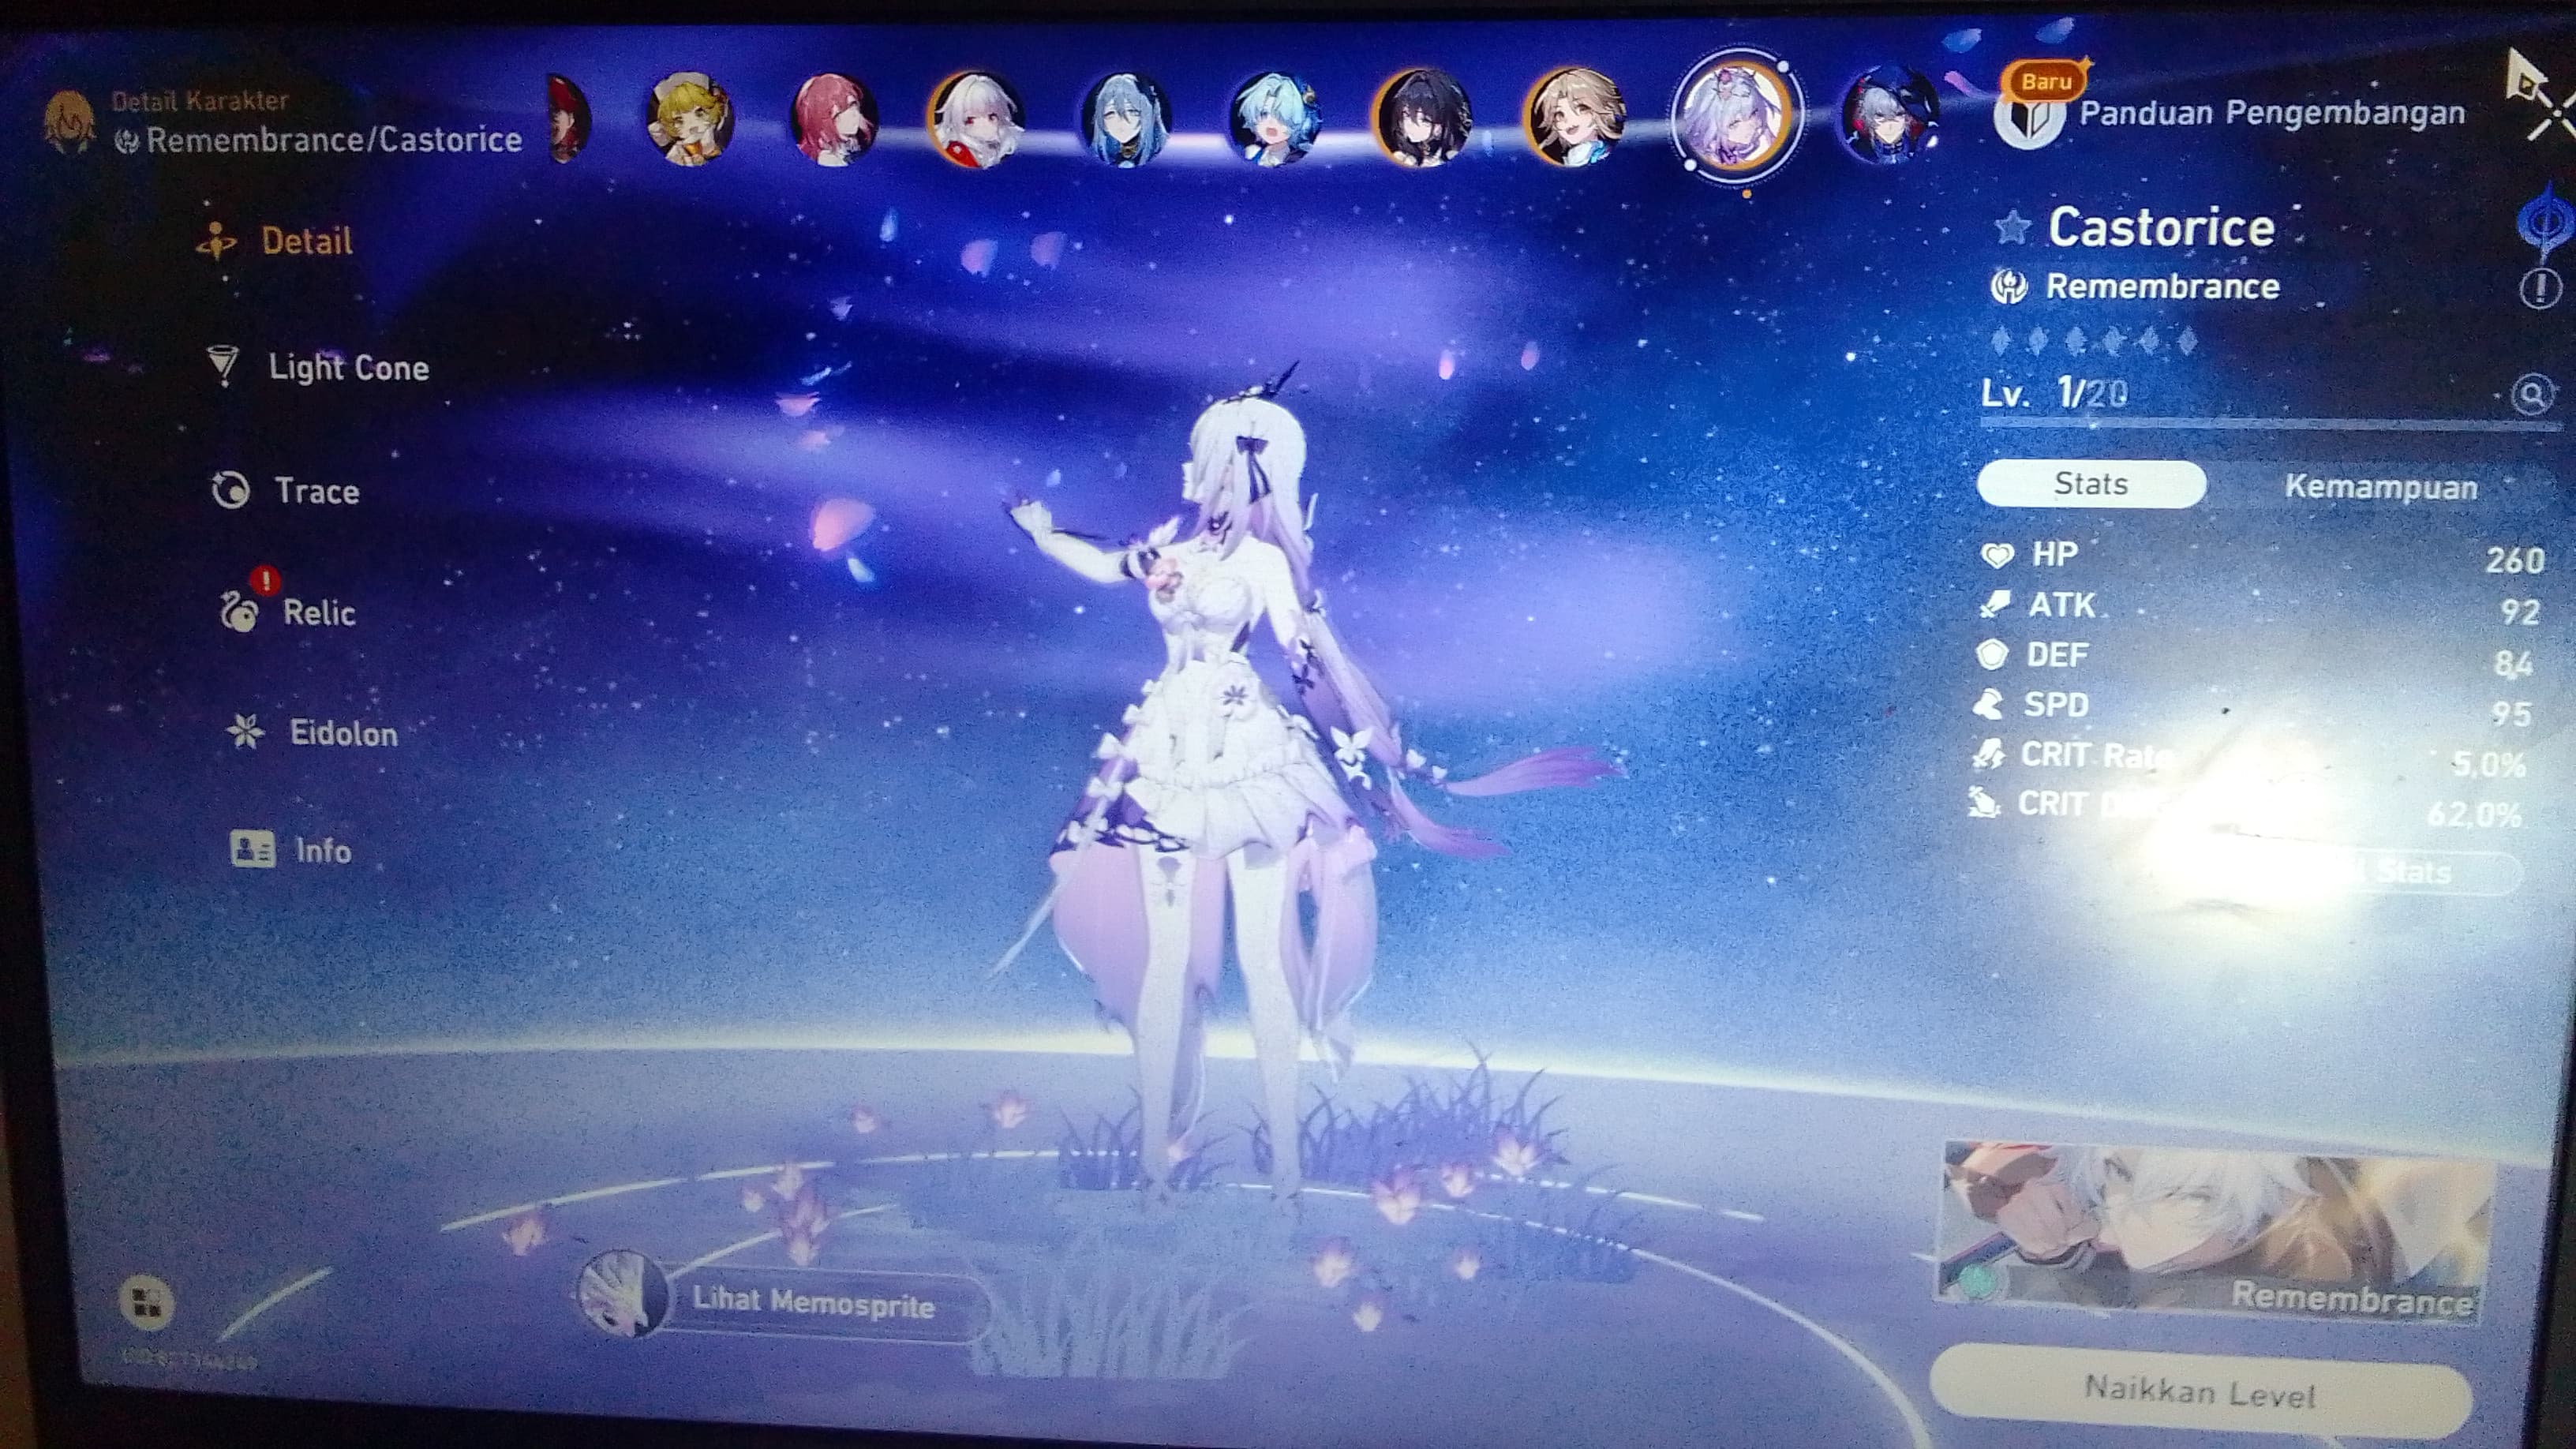 Detail Karakter
Remembrance/Castorice
Baru
Panduan Pengembangan
Detail
Light Cone
Trace
Relic
Eidolon
Info
Castorice
Remembrance
Lv. 1/20
Stats
Kemampuan
HP 260
ATK 92
DEF 84
SPD 95
CRIT Rate 5,0%
CRIT 62,0%
Stats
Lihat Memosprite
Remembrance
Naikkan Level